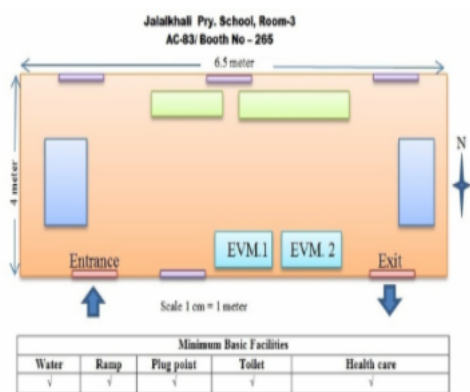 Jalalkhali Pry. School, Room-3
AC-83/ Booth No – 265
6.5 meter
4 meter
N
EVM.1 EVM. 2
Entrance Exit
Scale 1 cm = 1 meter
Minimum Basic Facilities
Water Ramp Plug point Toilet Health care
√ √ √ √